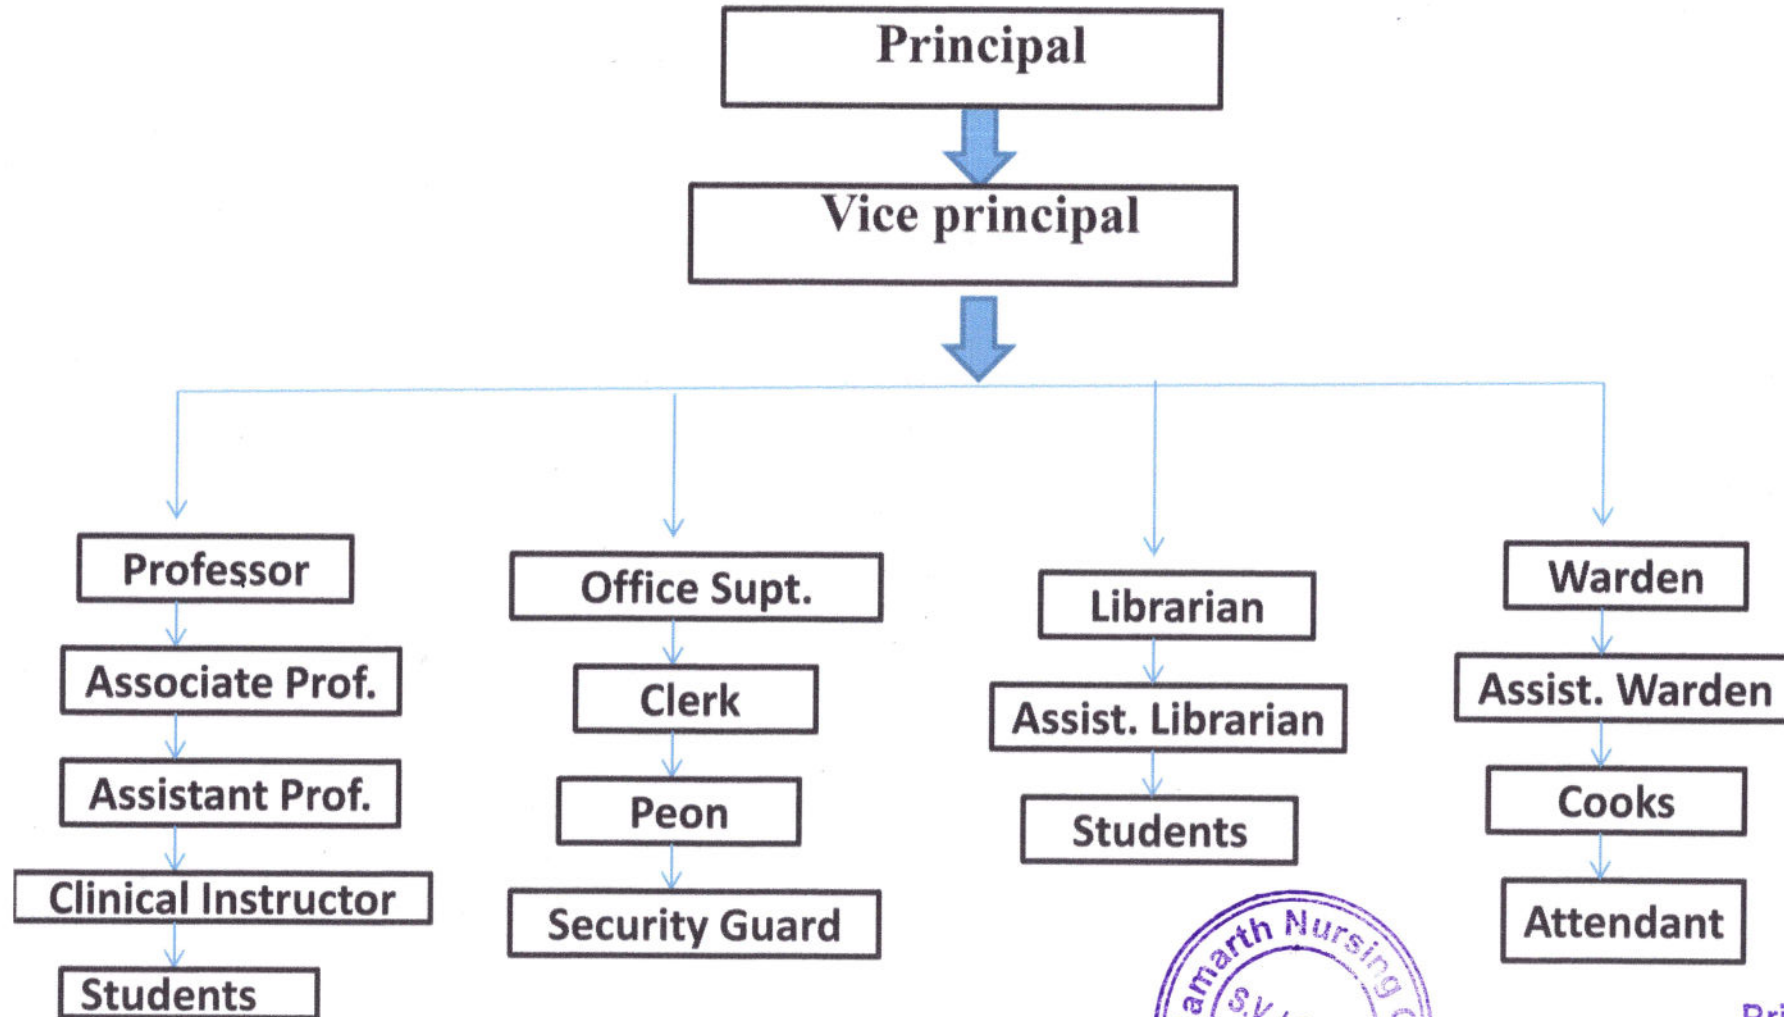 Principal
Vice principal
Professor
Associate Prof.
Assistant Prof.
Clinical Instructor
Students
Office Supt.
Clerk
Peon
Security Guard
Librarian
Assist. Librarian
Students
Warden
Assist. Warden
Cooks
Attendant
Nursing